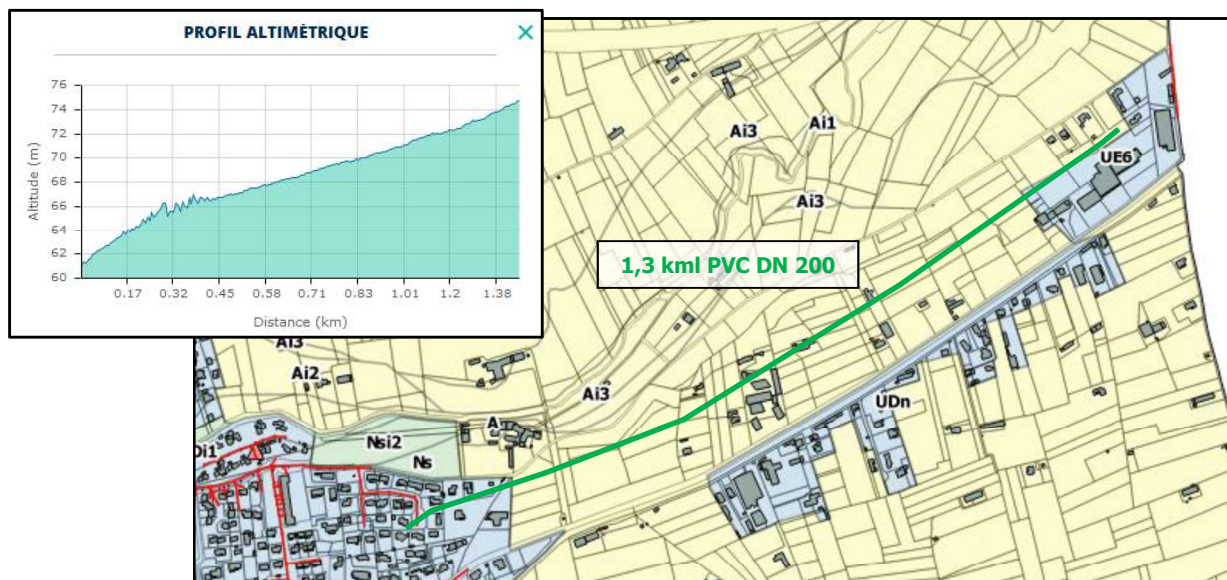 PROFIL ALTIMÉTRIQUE
×
76
74
72
70
68
66
64
62
60
Altitude (m)
0.17 0.32 0.45 0.58 0.71 0.83 1.01 1.2 1.38
Distance (km)
Ai3
Ai1
UE6
Ai3
1,3 kml PVC DN 200
Ai3
Ai2
Ai3
UDn
A
Nsi2
Ns